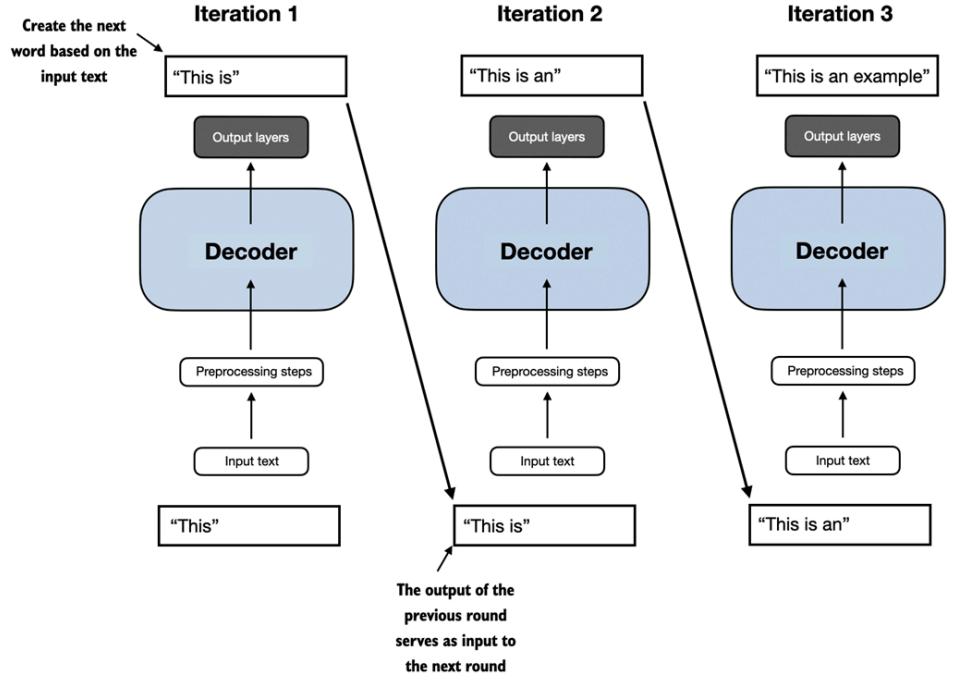 Iteration 1
Iteration 2
Iteration 3
Create the next
word based on the
input text
“This is”
“This is an”
“This is an example”
Output layers
Output layers
Output layers
Decoder
Decoder
Decoder
Preprocessing steps
Preprocessing steps
Preprocessing steps
Input text
Input text
Input text
“This”
“This is”
“This is an”
The output of the
previous round
serves as input to
the next round